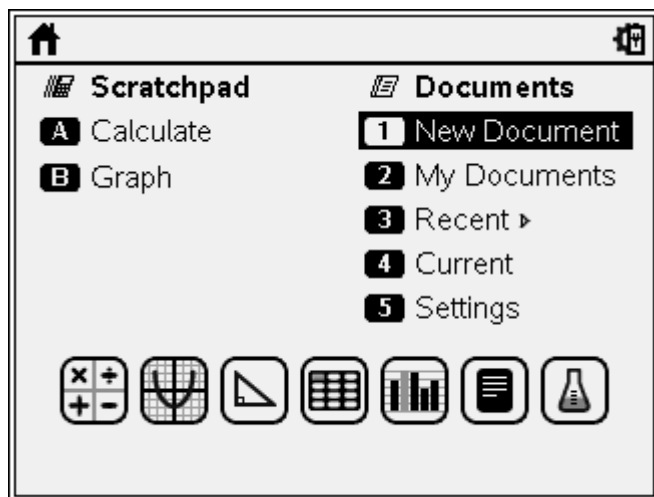 Scratchpad
A Calculate
B Graph
Documents
1 New Document
2 My Documents
3 Recent
4 Current
5 Settings